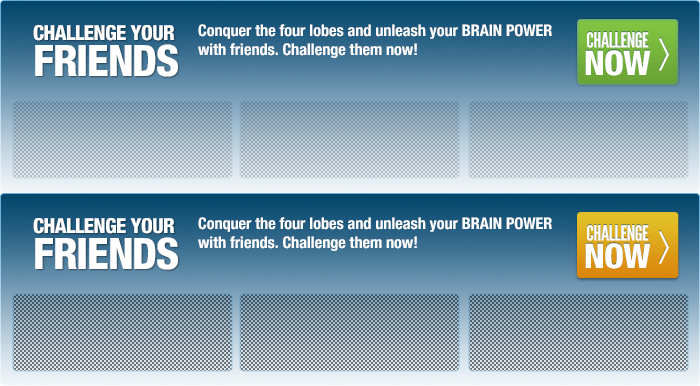 CHALLENGE YOUR
FRIENDS
Conquer the four lobes and unleash your BRAIN POWER
with friends. Challenge them now!
CHALLENGE
NOW
CHALLENGE YOUR
FRIENDS
Conquer the four lobes and unleash your BRAIN POWER
with friends. Challenge them now!
CHALLENGE
NOW